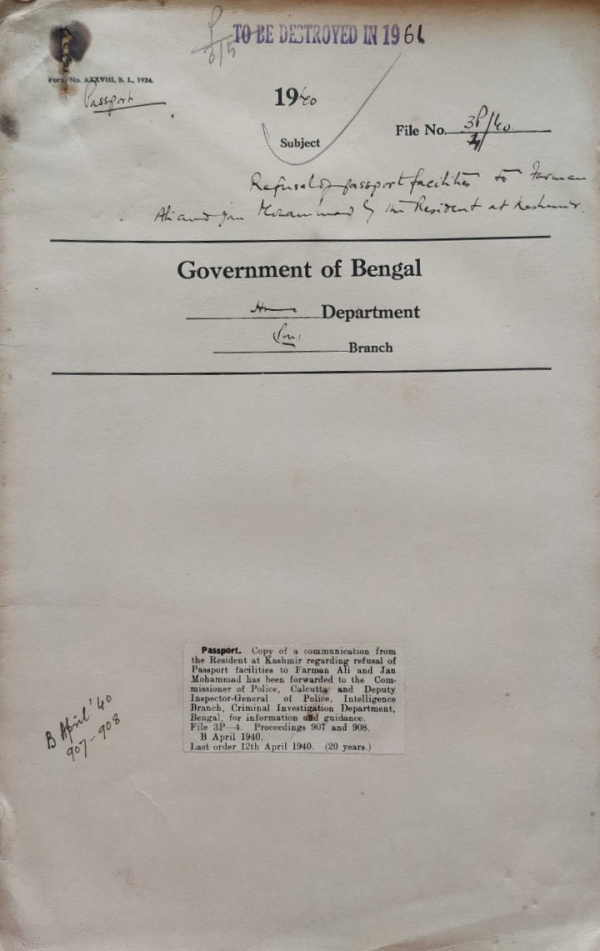 TO BE DESTROYED IN 196
Form No. XXXVIII, B. I., 1924.
Passport
1940
Subject
File No. 3P/40
4
Refusal of passport facilities to Farman
Ali and Jan Mohammad by the Resident at Kashmir.
Government of Bengal
Department
Branch
Passport. Copy of a communication from
the Resident at Kashmir regarding refusal of
Passport facilities to Farman Ali and Jan
Mohammad has been forwarded to the Com-
missioner of Police, Calcutta and Deputy
Inspector-General of Police, Intelligence
Branch, Criminal Investigation Department,
Bengal, for information and guidance.
File 3P—4. Proceedings 907 and 908.
B April 1940.
Last order 12th April 1940. (20 years.)
B April '40
907-908